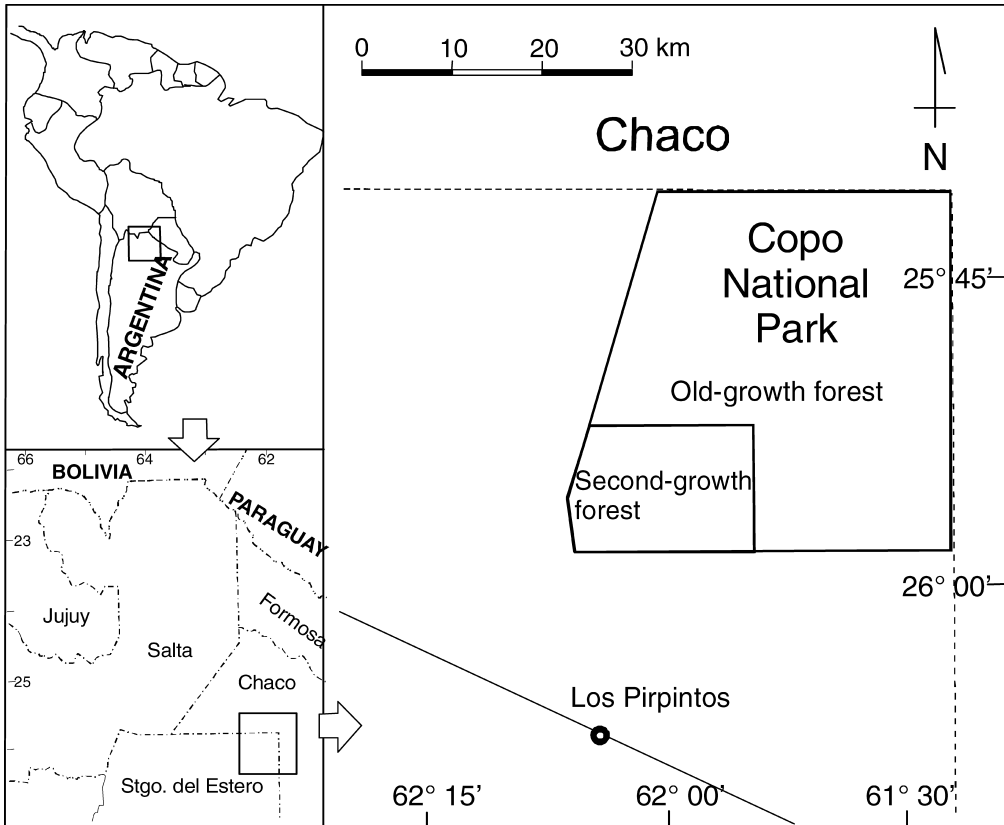 ARGENTINA
66
64
62
BOLIVIA
PARAGUAY
23
Jujuy
Formosa
Salta
25
Chaco
Stgo. del Estero
0 10 20 30 km
Chaco
N
Copo
National
Park
25° 45’
Old-growth forest
Second-growth
forest
26° 00’
Los Pirpintos
62° 15’ 62° 00’ 61° 30’